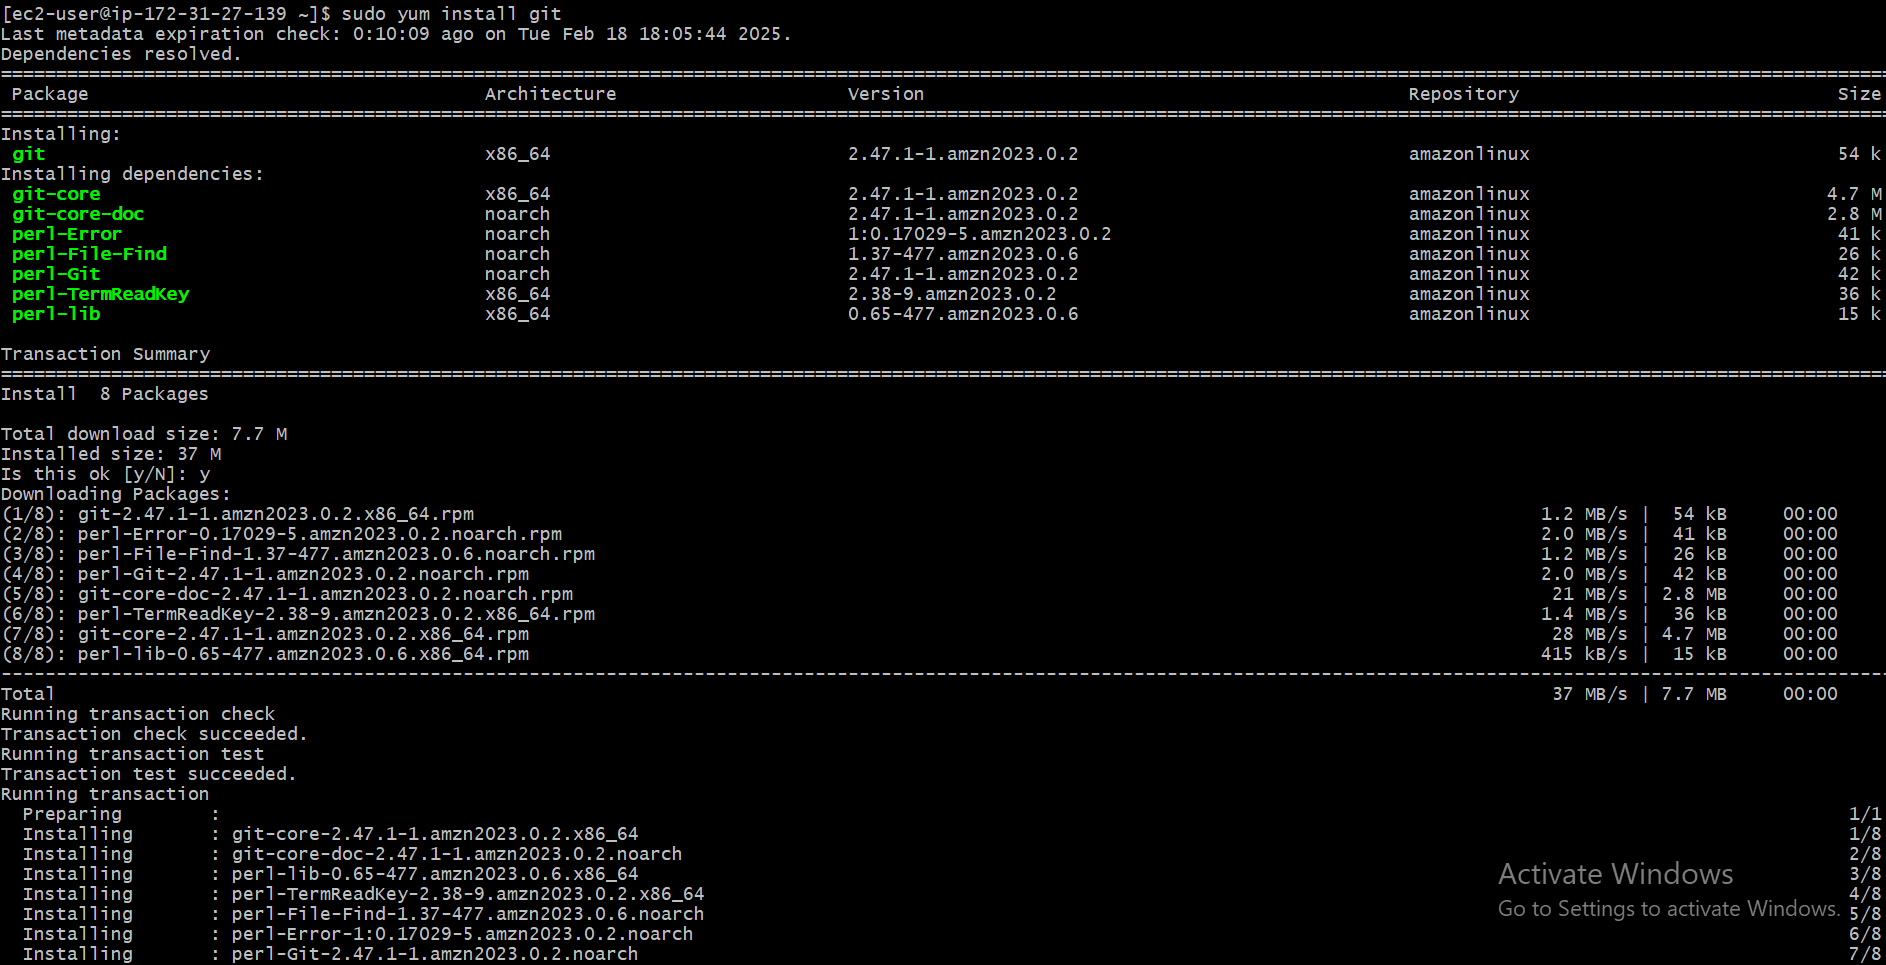 [ec2-user@ip-172-31-27-139 ~]$ sudo yum install git
Last metadata expiration check: 0:10:09 ago on Tue Feb 18 18:05:44 2025.
Dependencies resolved.
Package Architecture Version Repository Size
Installing:
git x86_64 2.47.1-1.amzn2023.0.2 amazonlinux 54 k
Installing dependencies:
git-core x86_64 2.47.1-1.amzn2023.0.2 amazonlinux 4.7 M
git-core-doc noarch 2.47.1-1.amzn2023.0.2 amazonlinux 2.8 M
perl-Error noarch 1:0.17029-5.amzn2023.0.2 amazonlinux 41 k
perl-File-Find noarch 1.37-477.amzn2023.0.6 amazonlinux 26 k
perl-Git noarch 2.47.1-1.amzn2023.0.2 amazonlinux 42 k
perl-TermReadKey x86_64 2.38-9.amzn2023.0.2 amazonlinux 36 k
perl-lib x86_64 0.65-477.amzn2023.0.6 amazonlinux 15 k
Transaction Summary
Install 8 Packages
Total download size: 7.7 M
Installed size: 37 M
Is this ok [y/N]: y
Downloading Packages:
(1/8): git-2.47.1-1.amzn2023.0.2.x86_64.rpm 1.2 MB/s | 54 kB 00:00
(2/8): perl-Error-0.17029-5.amzn2023.0.2.noarch.rpm 2.0 MB/s | 41 kB 00:00
(3/8): perl-File-Find-1.37-477.amzn2023.0.6.noarch.rpm 1.2 MB/s | 26 kB 00:00
(4/8): perl-Git-2.47.1-1.amzn2023.0.2.noarch.rpm 2.0 MB/s | 42 kB 00:00
(5/8): git-core-doc-2.47.1-1.amzn2023.0.2.noarch.rpm 21 MB/s | 2.8 MB 00:00
(6/8): perl-TermReadKey-2.38-9.amzn2023.0.2.x86_64.rpm 1.4 MB/s | 36 kB 00:00
(7/8): git-core-2.47.1-1.amzn2023.0.2.x86_64.rpm 28 MB/s | 4.7 MB 00:00
(8/8): perl-lib-0.65-477.amzn2023.0.6.x86_64.rpm 415 kB/s | 15 kB 00:00
Total 37 MB/s | 7.7 MB 00:00
Running transaction check
Transaction check succeeded.
Running transaction test
Transaction test succeeded.
Running transaction
Preparing : 1/1
Installing : git-core-2.47.1-1.amzn2023.0.2.x86_64 1/8
Installing : git-core-doc-2.47.1-1.amzn2023.0.2.noarch 2/8
Installing : perl-lib-0.65-477.amzn2023.0.6.x86_64 3/8
Installing : perl-TermReadKey-2.38-9.amzn2023.0.2.x86_64 4/8
Installing : perl-File-Find-1.37-477.amzn2023.0.6.noarch 5/8
Installing : perl-Error-1:0.17029-5.amzn2023.0.2.noarch 6/8
Installing : perl-Git-2.47.1-1.amzn2023.0.2.noarch 7/8
Activate Windows
Go to Settings to activate Windows.